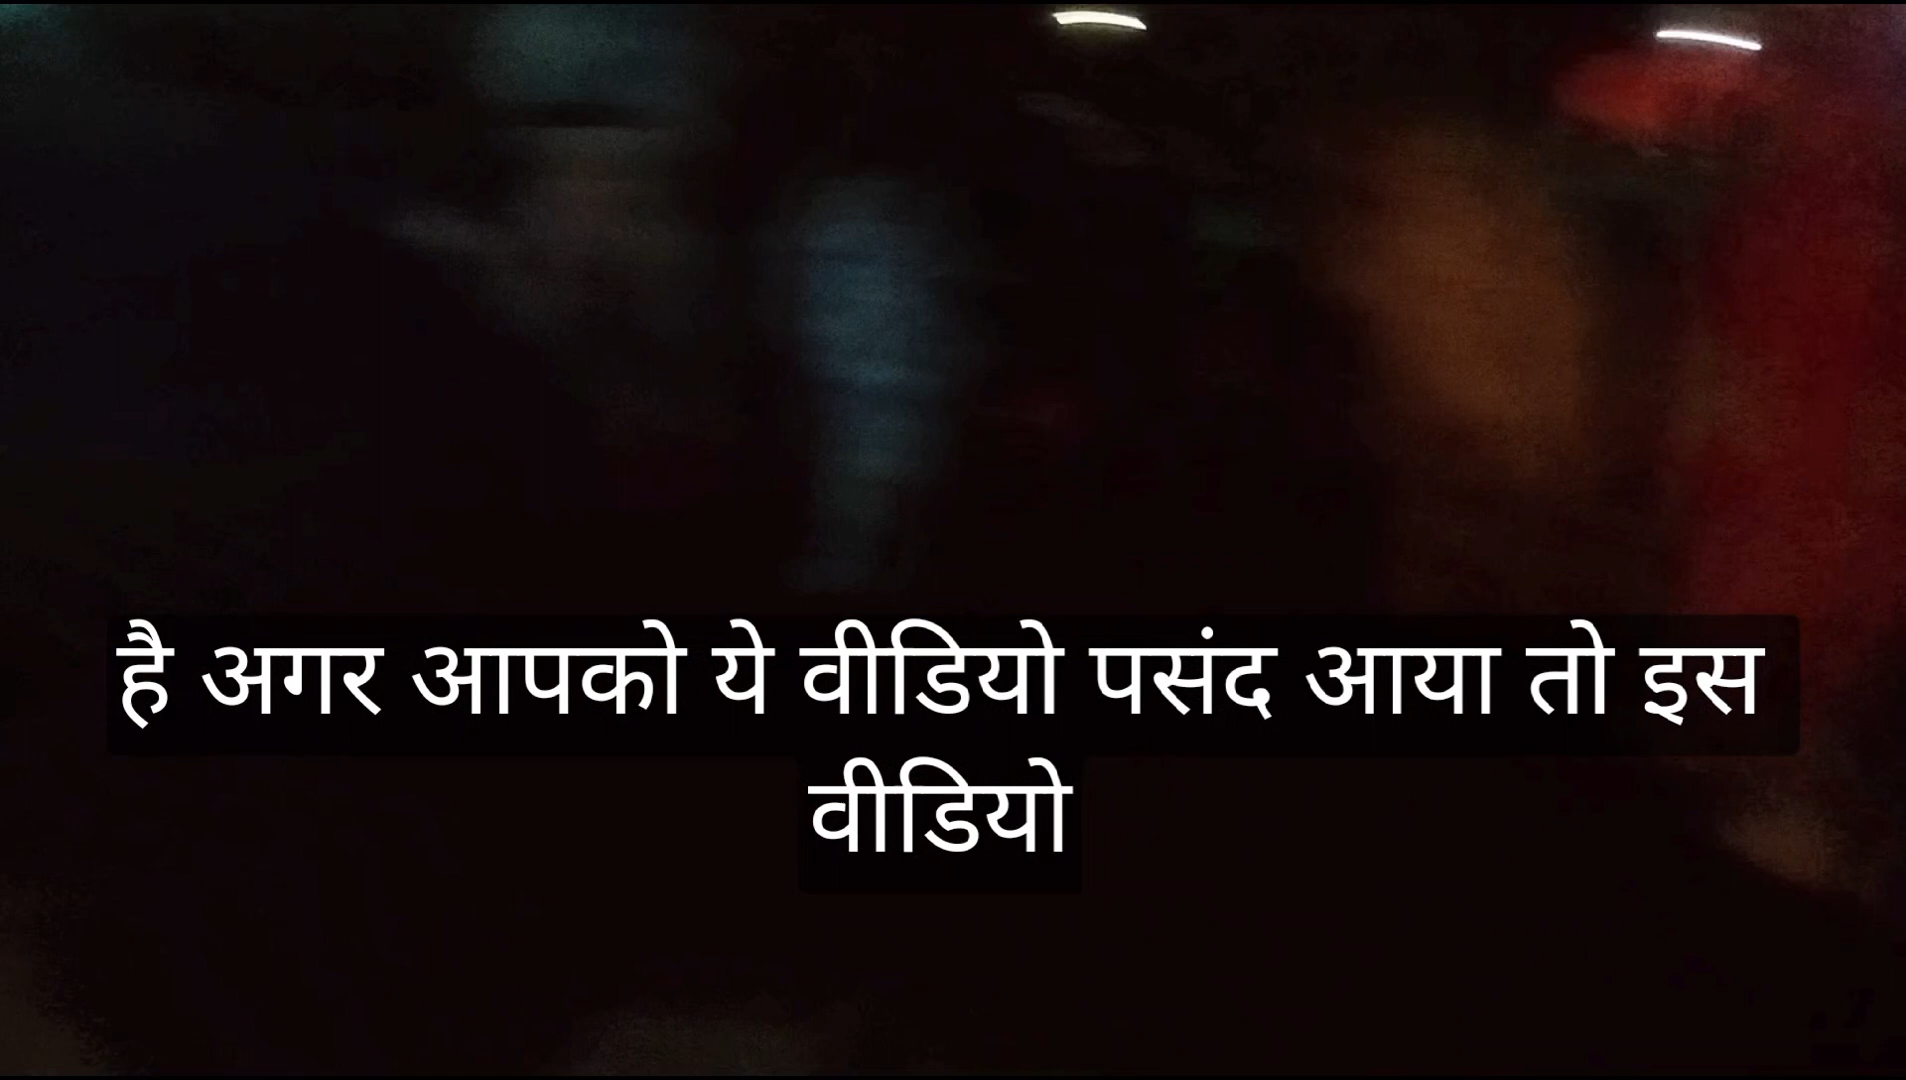 है अगर आपको ये वीडियो पसंद आया तो इस
वीडियो